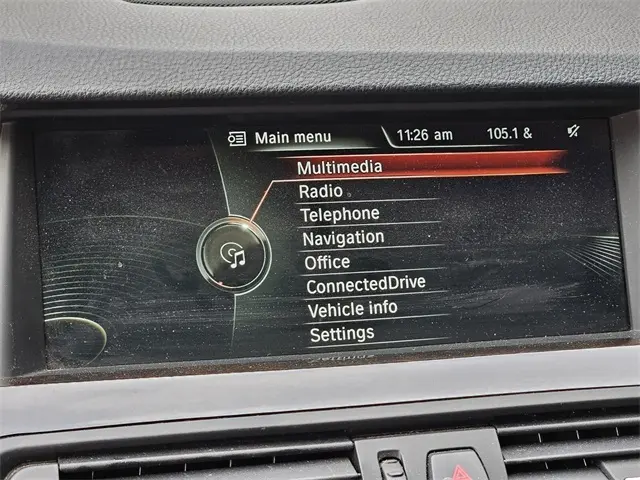 Main menu 11:26 am 105.1 &
Multimedia
Radio
Telephone
Navigation
Office
ConnectedDrive
Vehicle info
Settings